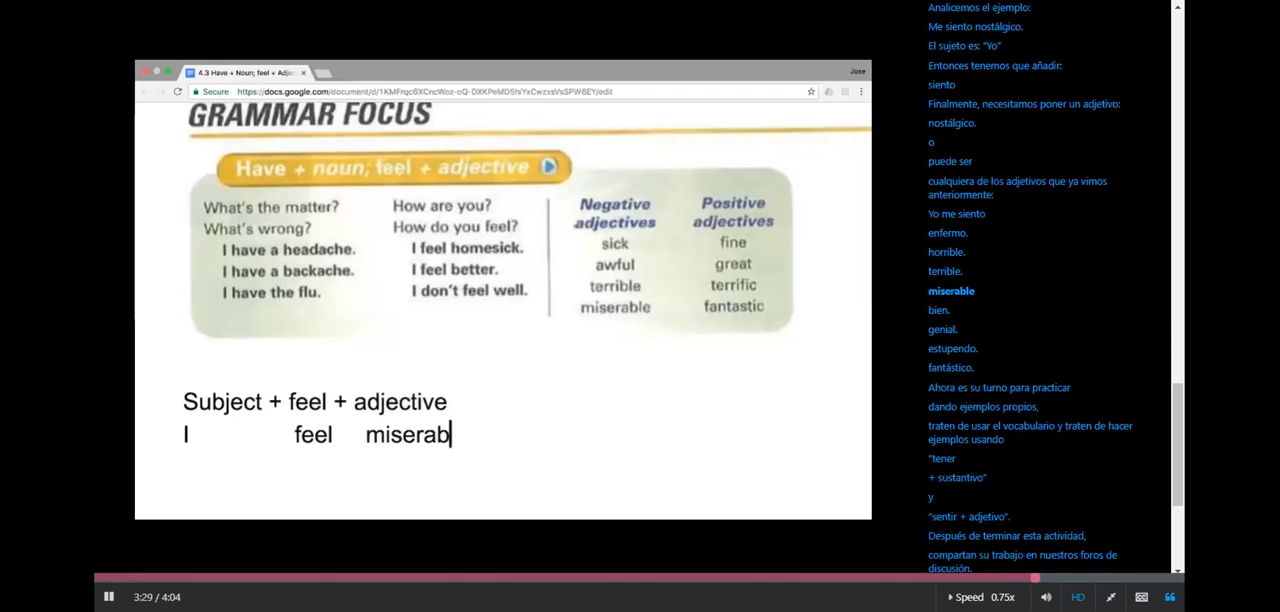 4.3 Have + Noun; feel + Adje
Jose
Secure https://docs.google.com/document/d/1KMFrqc6XCncWoz-oQ-DXKPeMD5hiYxCwzxsVsSPW6EY/edit
GRAMMAR FOCUS
Have + noun; feel + adjective
What's the matter?
What's wrong?
I have a headache.
I have a backache.
I have the flu.
How are you?
How do you feel?
I feel homesick.
I feel better.
I don't feel well.
Negative
adjectives
sick
awful
terrible
miserable
Positive
adjectives
fine
great
terrific
fantastic
Subject + feel + adjective
I feel miserab
3:29 / 4:04
Speed 0.75x
HD
Analicemos el ejemplo:
Me siento nostálgico.
El sujeto es: "Yo"
Entonces tenemos que añadir:
siento
Finalmente, necesitamos poner un adjetivo:
nostálgico.
o
puede ser
cualquiera de los adjetivos que ya vimos
anteriormente:
Yo me siento
enfermo.
horrible.
terrible.
miserable
bien.
genial.
estupendo.
fantástico.
Ahora es su turno para practicar
dando ejemplos propios,
traten de usar el vocabulario y traten de hacer
ejemplos usando
"tener
+ sustantivo"
y
"sentir + adjetivo".
Después de terminar esta actividad,
compartan su trabajo en nuestros foros de
discusión.